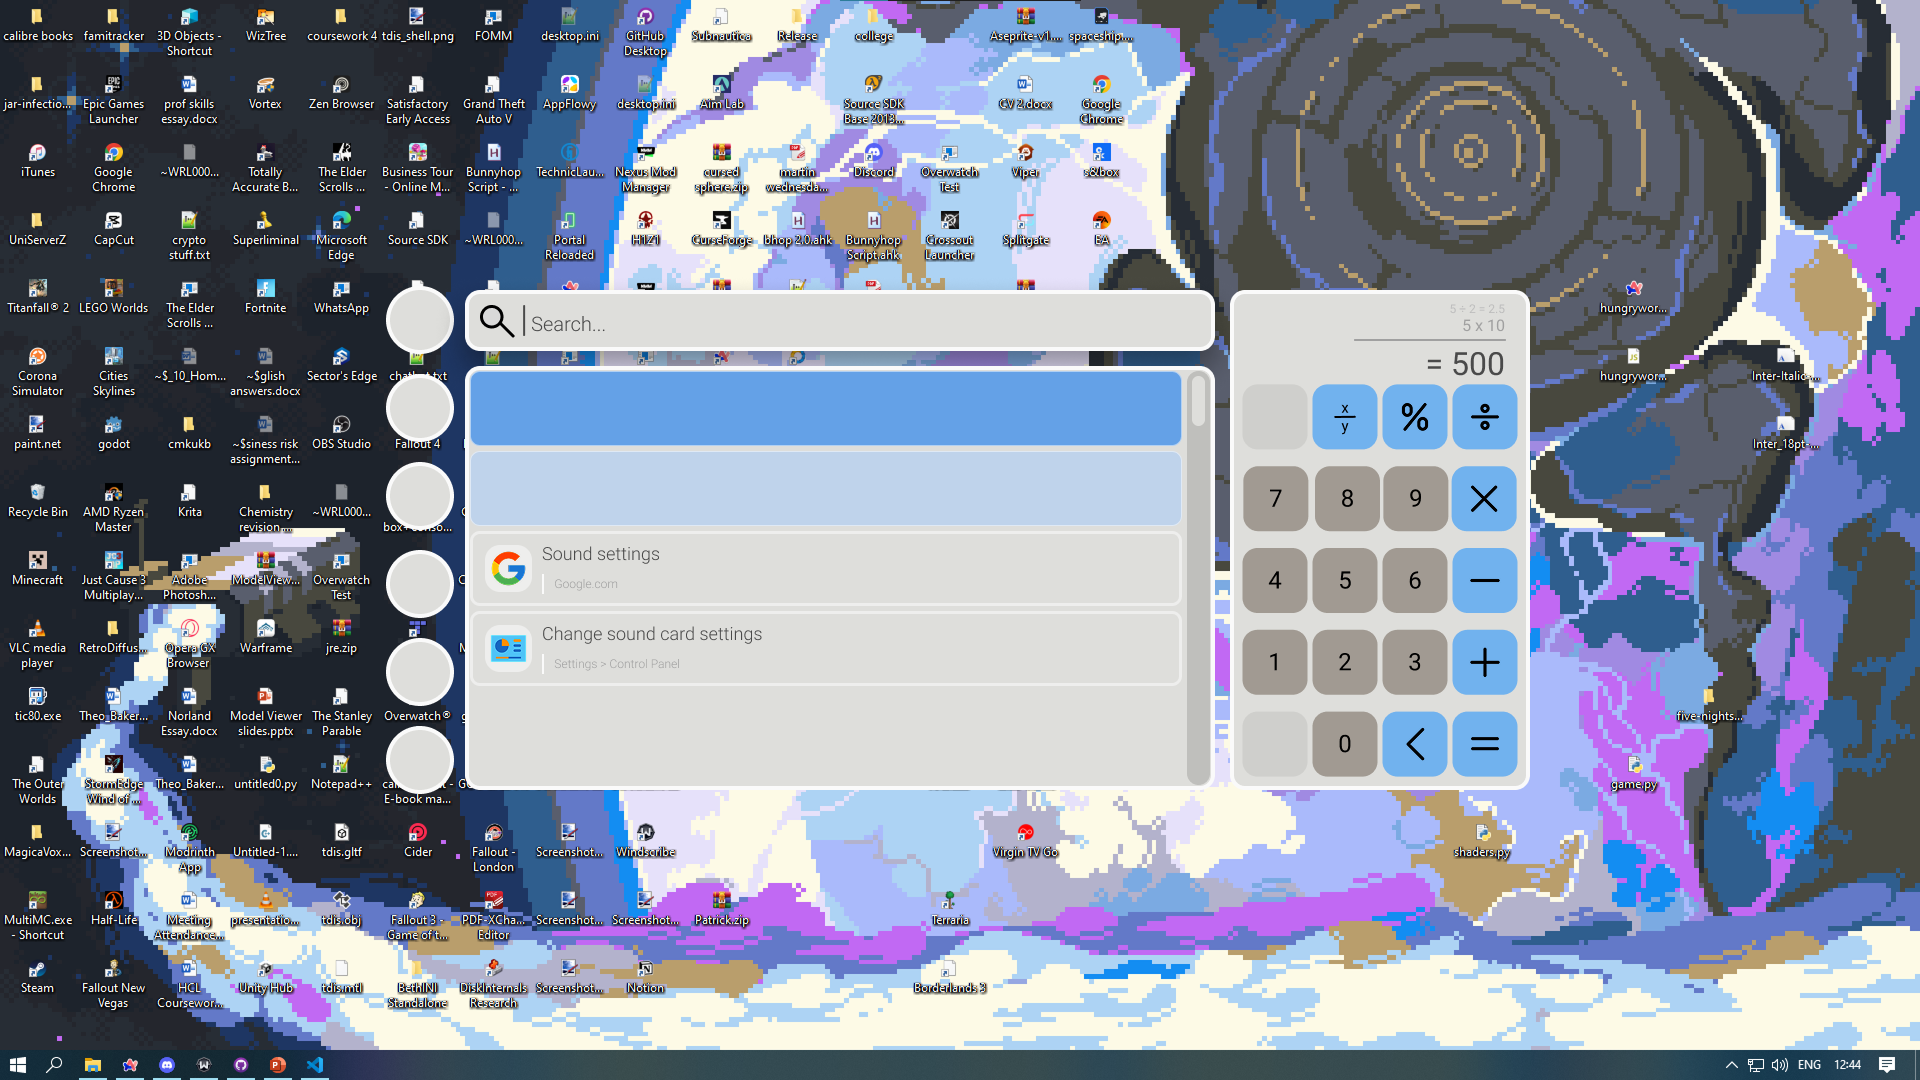 calibre books famitracker 3D Objects - WizTree coursework 4 tdis_shell.png FOMM desktop.ini GitHub Subnautica Release college Aseprite-v1.... spaceship:...
Shortcut Desktop
jar-infectio... Epic Games prof skills Vortex Zen Browser Satisfactory Grand Theft AppFlowy desktop.ini Aim Lab Source SDK CV 2.docx Google
Launcher essay.docx Early Access Auto V Base 2013... Chrome
iTunes Google ~WRL000... Totally The Elder Business Tour Bunnyhop TechnicLau... Nexus Mod cursed martin Discord Overwatch Viper s&box
Chrome Accurate B... Scrolls ... - Online M... Script - ... Manager sphere.zip wednesda... Test
UniServerZ CapCut crypto Superliminal Microsoft Source SDK ~WRL000... Portal H1Z1 CurseForge bhop 2.0.ahk Bunnyhop Crossout Splitgate EA
stuff.txt Edge Reloaded Script.ahk Launcher
Titanfall® 2 LEGO Worlds The Elder Fortnite WhatsApp hungrywor...
Scrolls ...
Search...
5 ÷ 2 = 2.5
5 x 10
= 500
Corona Cities ~$_10_Hom... ~$glish Sector's Edge hungrywor... Inter-Italic-...
Simulator Skylines answers.docx
paint.net godot cmkukb ~$siness risk OBS Studio Fallout 4 Inter_18pt-...
assignment...
x
y % ÷
7 8 9 ×
Recycle Bin AMD Ryzen Krita Chemistry ~WRL000...
Master revision ...
Sound settings
Google.com
4 5 6 −
Minecraft Just Cause 3 Adobe ModelView... Overwatch
Multiplay... Photosh... Test
Change sound card settings
Settings > Control Panel
1 2 3 +
VLC media RetroDiffus... Opera GX Warframe jre.zip
player Browser
tic80.exe Theo_Baker... Norland Model Viewer The Stanley Overwatch® five-nights...
Essay.docx slides.pptx Parable
0 < =
The Outer StormEdge Theo_Baker... untitled0.py Notepad++ game.py
Worlds Wind of ... E-book ma...
MagicaVox... Screenshot... Modrinth Untitled-1.... tdis.gltf Cider Fallout - Screenshot... Windscribe Virgin TV Go shaders.py
App London
MultiMC.exe Half-Life Meeting presentatio... tdis.obj Fallout 3 - PDF-XCha... Screenshot... Screenshot... Patrick.zip Terraria
- Shortcut Attendance... Game of t... Editor
Steam Fallout New HCL Unity Hub tdis.mtl BethINI DiskInternals Screenshot... Notion Borderlands 3
Vegas Coursewor... Standalone Research
ENG 12:44